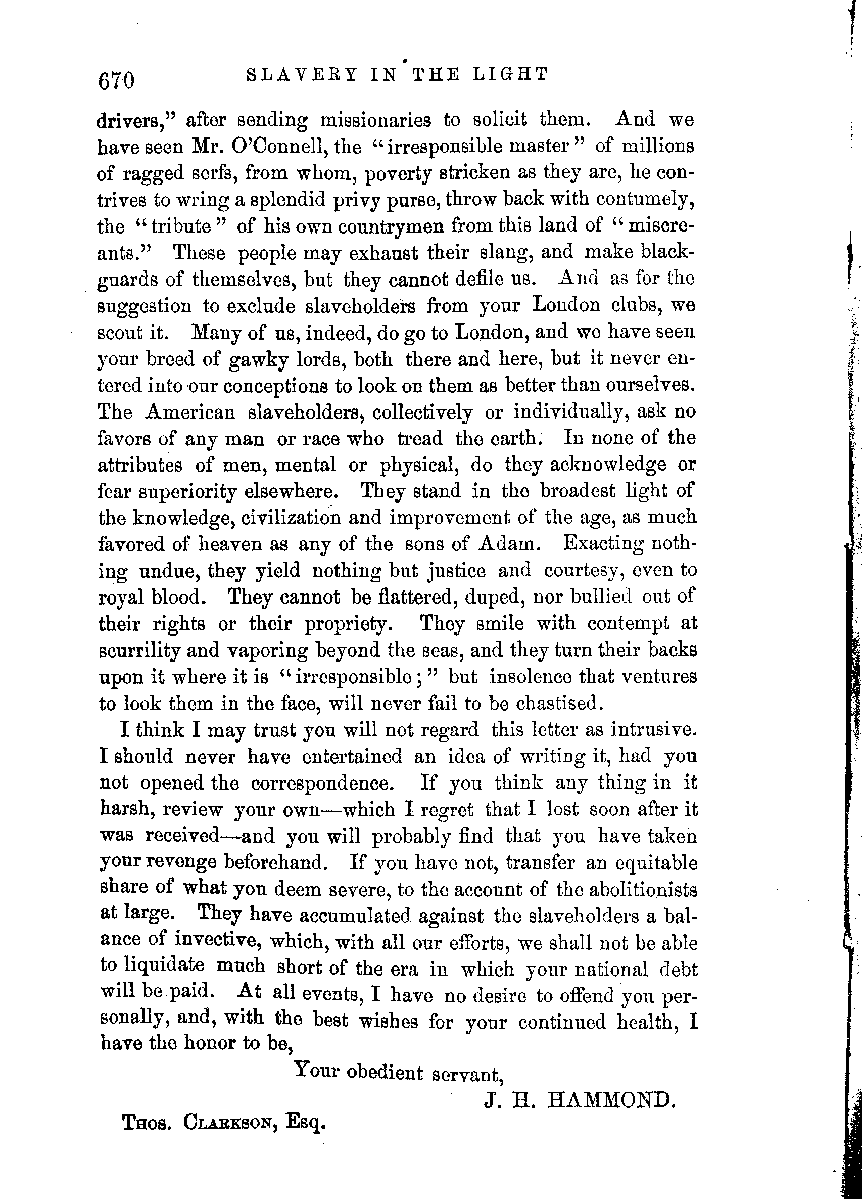 670 SLAVERY IN THE LIGHT
drivers," after sending missionaries to solicit them. And we
have seen Mr. O'Connell, the "irresponsible master" of millions
of ragged serfs, from whom, poverty stricken as they are, he con-
trives to wring a splendid privy purse, throw back with contumely,
the "tribute" of his own countrymen from this land of "miscre-
ants." These people may exhaust their slang, and make black-
guards of themselves, but they cannot defile us. And as for the
suggestion to exclude slaveholders from your London clubs, we
scout it. Many of us, indeed, do go to London, and we have seen
your breed of gawky lords, both there and here, but it never en-
tered into our conceptions to look on them as better than ourselves.
The American slaveholders, collectively or individually, ask no
favors of any man or race who tread the earth. In none of the
attributes of men, mental or physical, do they acknowledge or
fear superiority elsewhere. They stand in the broadest light of
the knowledge, civilization and improvement of the age, as much
favored of heaven as any of the sons of Adam. Exacting noth-
ing undue, they yield nothing but justice and courtesy, even to
royal blood. They cannot be flattered, duped, nor bullied out of
their rights or their propriety. They smile with contempt at
scurrility and vaporing beyond the seas, and they turn their backs
upon it where it is "irresponsible;" but insolence that ventures
to look them in the face, will never fail to be chastised.
I think I may trust you will not regard this letter as intrusive.
I should never have entertained an idea of writing it, had you
not opened the correspondence. If you think any thing in it
harsh, review your own—which I regret that I lost soon after it
was received—and you will probably find that you have taken
your revenge beforehand. If you have not, transfer an equitable
share of what you deem severe, to the account of the abolitionists
at large. They have accumulated against the slaveholders a bal-
ance of invective, which, with all our efforts, we shall not be able
to liquidate much short of the era in which your national debt
will be paid. At all events, I have no desire to offend you per-
sonally, and, with the best wishes for your continued health, I
have the honor to be,
Your obedient servant,
J. H. HAMMOND.
THOS. CLARKSON, Esq.